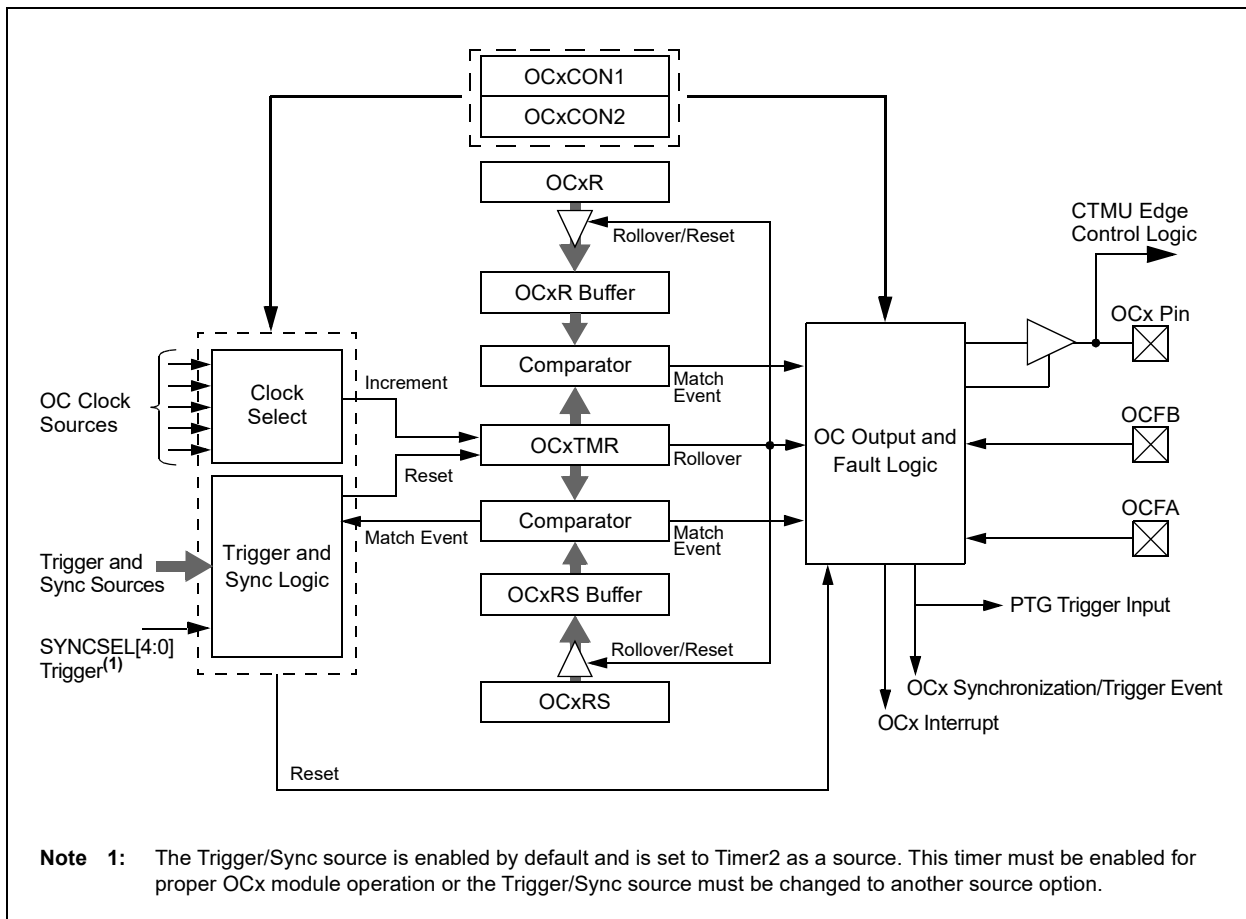 OCxCON1
OCxCON2
OCxR
Rollover/Reset
CTMU Edge
Control Logic
OCxR Buffer
OCx Pin
Comparator
Match
Event
Increment
Clock
Select
OC Clock
Sources
OCxTMR
Rollover
Reset
OC Output and
Fault Logic
OCFB
Comparator
Match Event
Match
Event
OCFA
Trigger and
Sync Logic
Trigger and
Sync Sources
OCxRS Buffer
PTG Trigger Input
SYNCSEL[4:0]
Trigger(1)
Rollover/Reset
OCxRS
OCx Synchronization/Trigger Event
OCx Interrupt
Reset
Note 1: The Trigger/Sync source is enabled by default and is set to Timer2 as a source. This timer must be enabled for
proper OCx module operation or the Trigger/Sync source must be changed to another source option.